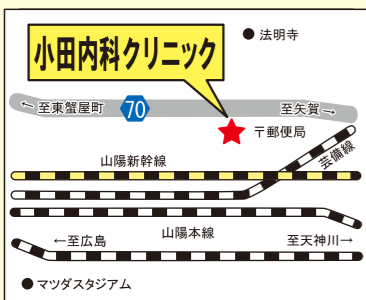 法明寺
小田内科クリニック
←至東蟹屋町
70
至矢賀→
〒郵便局
芸備線
山陽新幹線
山陽本線
←至広島
至天神川→
マツダスタジアム